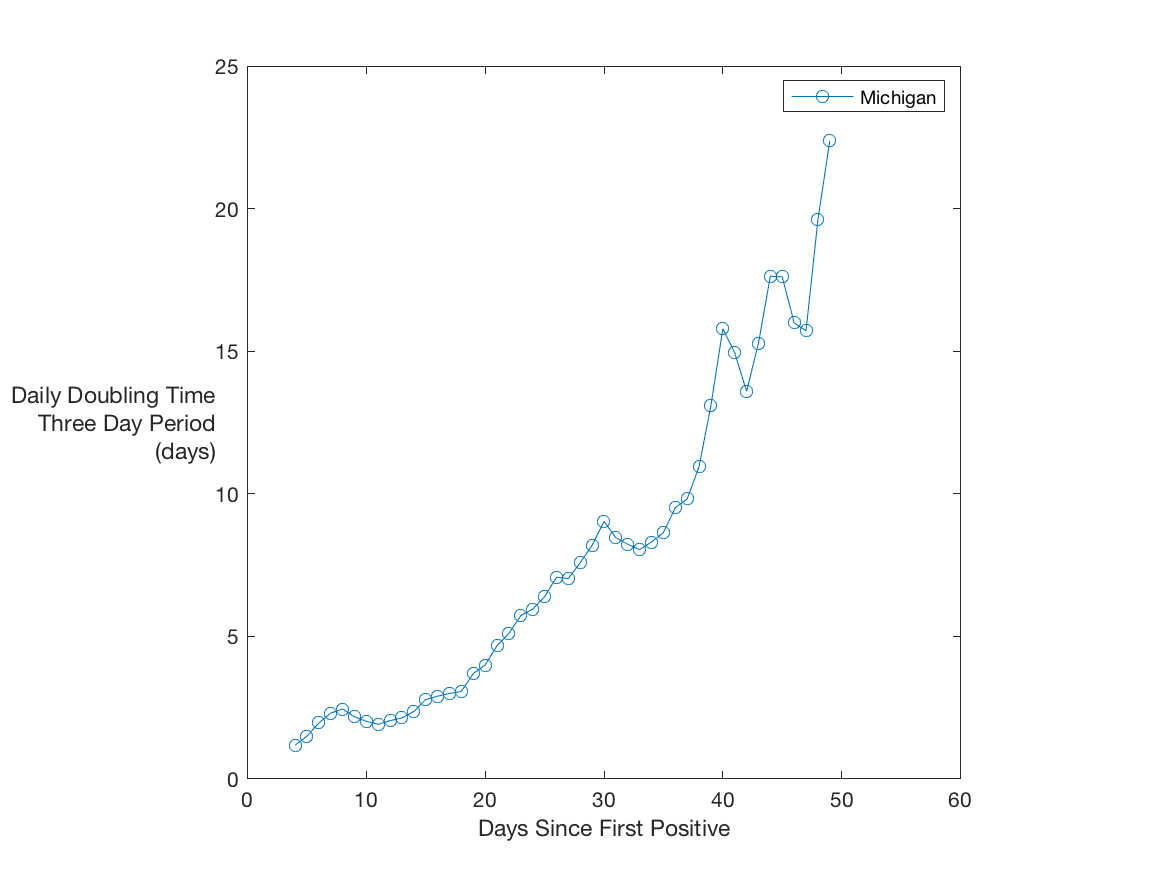 25
20
15
10
5
0
Daily Doubling Time
Three Day Period
(days)
Michigan
0 10 20 30 40 50 60
Days Since First Positive